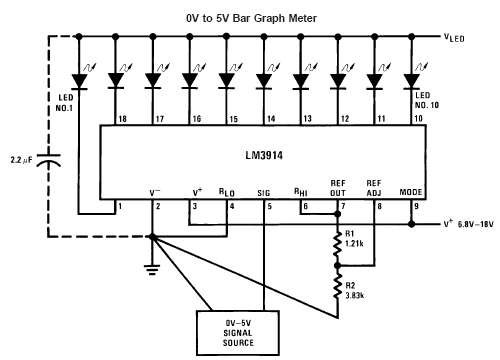 0V to 5V Bar Graph Meter
VLED
LED
NO.1
LED
NO. 10
18 17 16 15 14 13 12 11 10
2.2 µF
LM3914
V− V+ RLO SIG RHI REF OUT REF ADJ MODE
1 2 3 4 5 6 7 8 9
V+ 6.8V–18V
R1
1.21k
R2
3.83k
0V–5V
SIGNAL
SOURCE